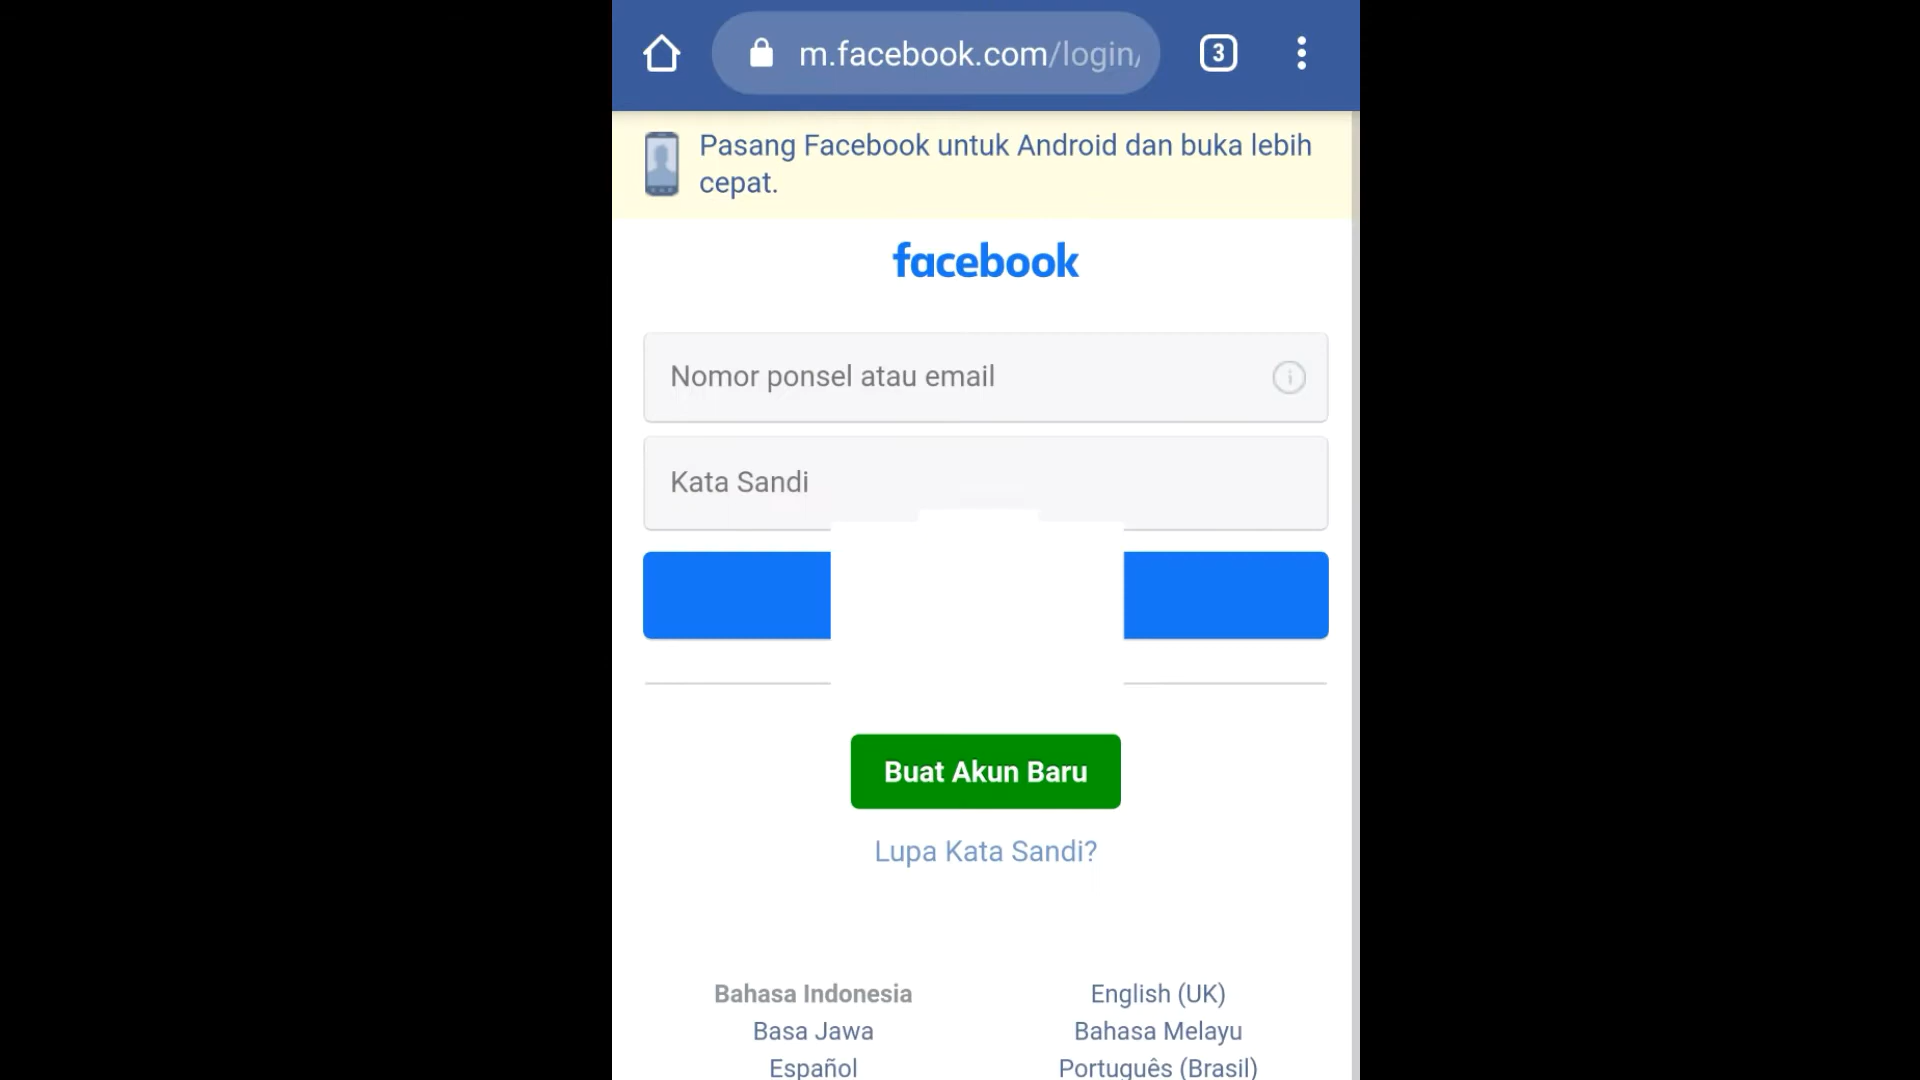 m.facebook.com/login/
3
Pasang Facebook untuk Android dan buka lebih
cepat.
facebook
Nomor ponsel atau email
Kata Sandi
Buat Akun Baru
Lupa Kata Sandi?
Bahasa Indonesia
English (UK)
Basa Jawa
Bahasa Melayu
Español
Português (Brasil)